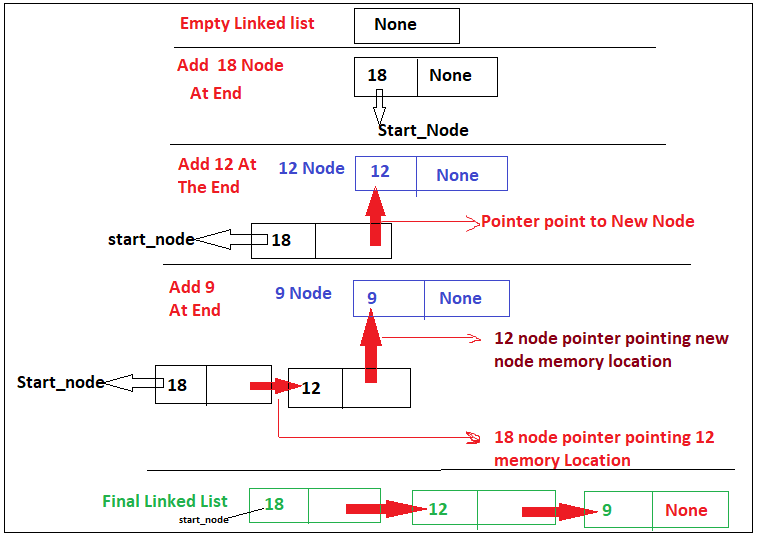 Empty Linked list
None
Add 18 Node
At End
18
None
Start_Node
Add 12 At
The End
12 Node
12
None
Pointer point to New Node
start_node
18
Add 9
At End
9 Node
9
None
12 node pointer pointing new
node memory location
Start_node
18
12
18 node pointer pointing 12
memory Location
Final Linked List
start_node
18
12
9
None